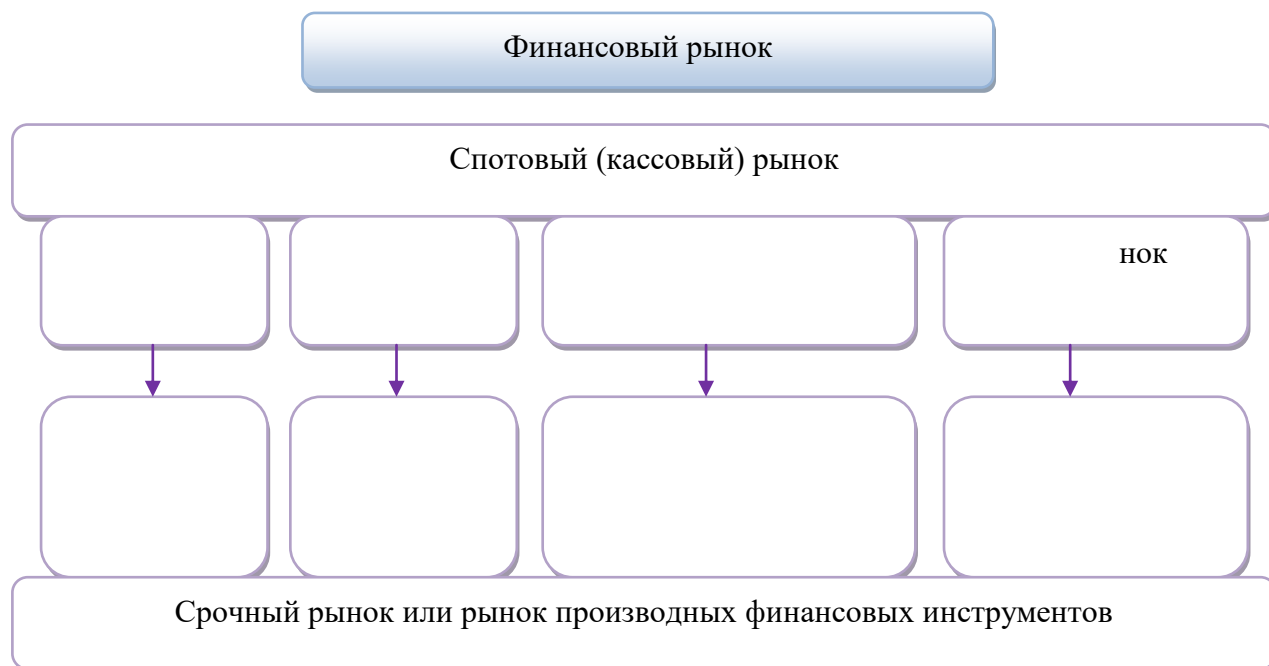 Финансовый рынок
Спотовый (кассовый) рынок
нок
Срочный рынок или рынок производных финансовых инструментов